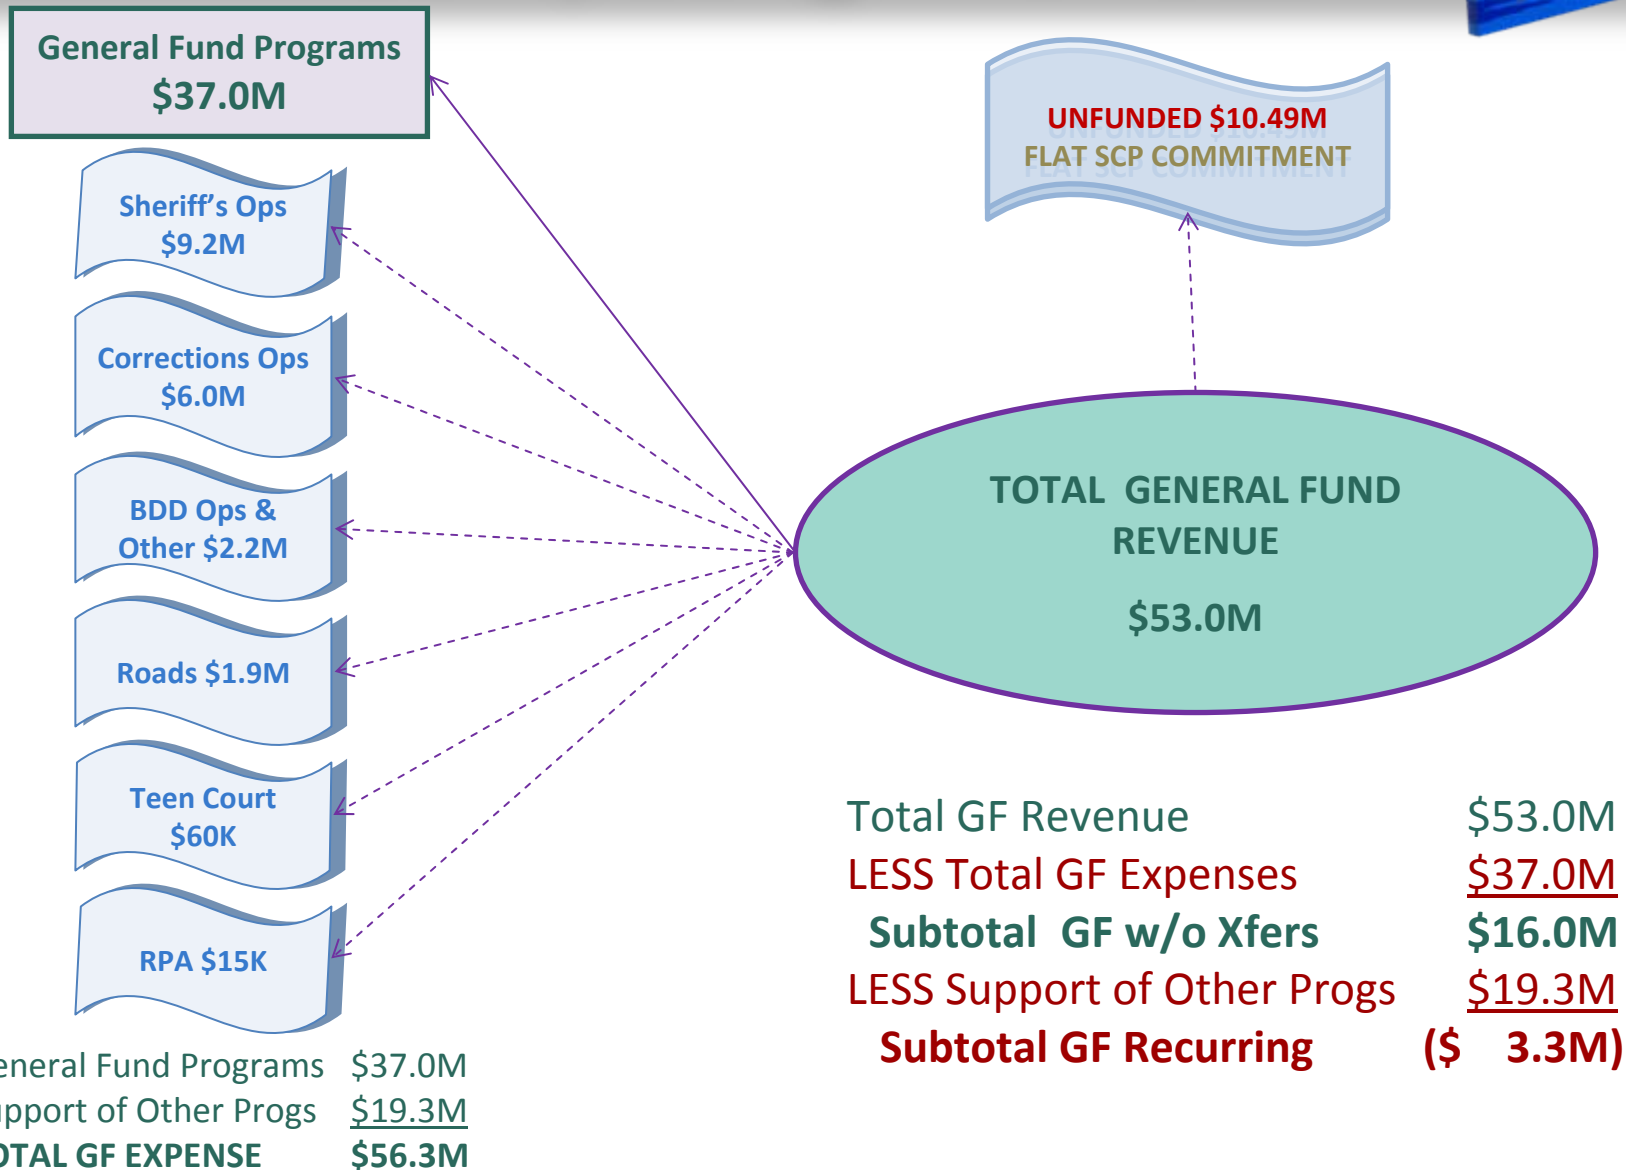 General Fund Programs
$37.0M
UNFUNDED $10.49M
FLAT SCP COMMITMENT
Sheriff's Ops
$9.2M
Corrections Ops
$6.0M
BDD Ops &
Other $2.2M
Roads $1.9M
Teen Court
$60K
RPA $15K
TOTAL GENERAL FUND
REVENUE
$53.0M
eneral Fund Programs $37.0M
upport of Other Progs $19.3M
OTAL GF EXPENSE $56.3M
Total GF Revenue $53.0M
LESS Total GF Expenses $37.0M
Subtotal GF w/o Xfers $16.0M
LESS Support of Other Progs $19.3M
Subtotal GF Recurring ($ 3.3M)